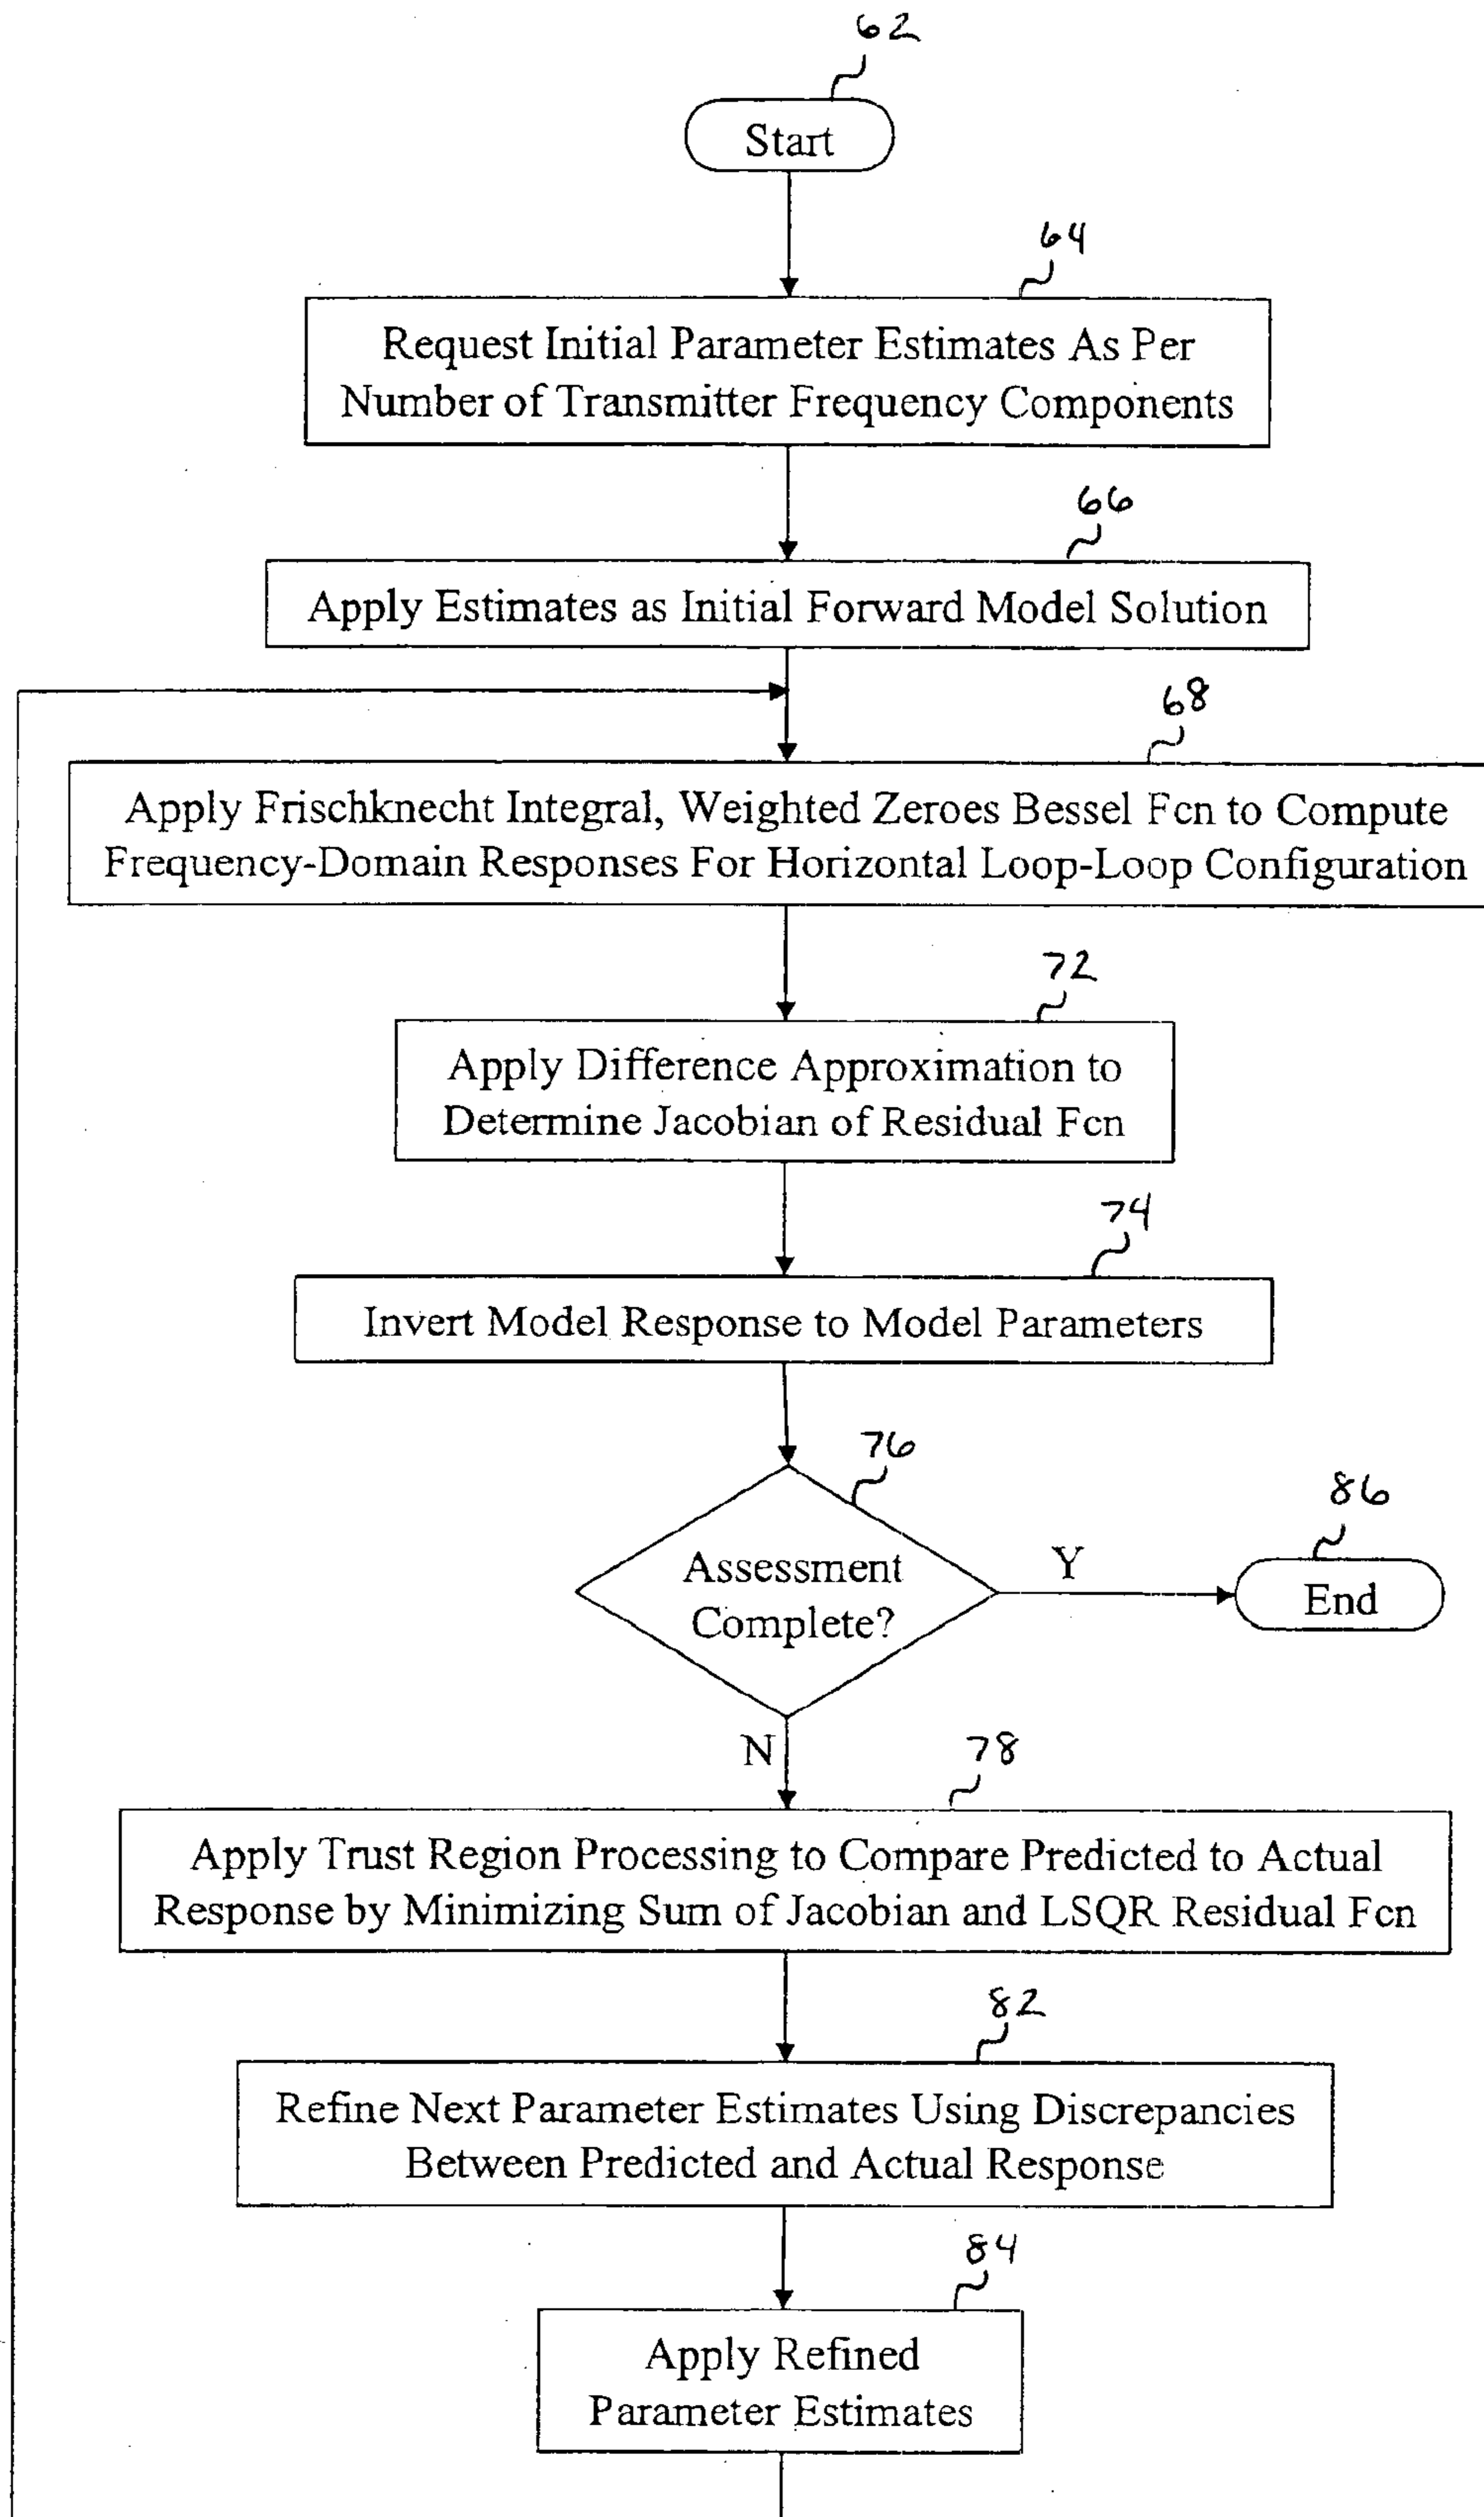 62
Start
64
Request Initial Parameter Estimates As Per
Number of Transmitter Frequency Components
66
Apply Estimates as Initial Forward Model Solution
68
Apply Frischknecht Integral, Weighted Zeroes Bessel Fcn to Compute
Frequency-Domain Responses For Horizontal Loop-Loop Configuration
72
Apply Difference Approximation to
Determine Jacobian of Residual Fcn
74
Invert Model Response to Model Parameters
76
Assessment
Complete?
Y
86
End
N
78
Apply Trust Region Processing to Compare Predicted to Actual
Response by Minimizing Sum of Jacobian and LSQR Residual Fcn
82
Refine Next Parameter Estimates Using Discrepancies
Between Predicted and Actual Response
84
Apply Refined
Parameter Estimates